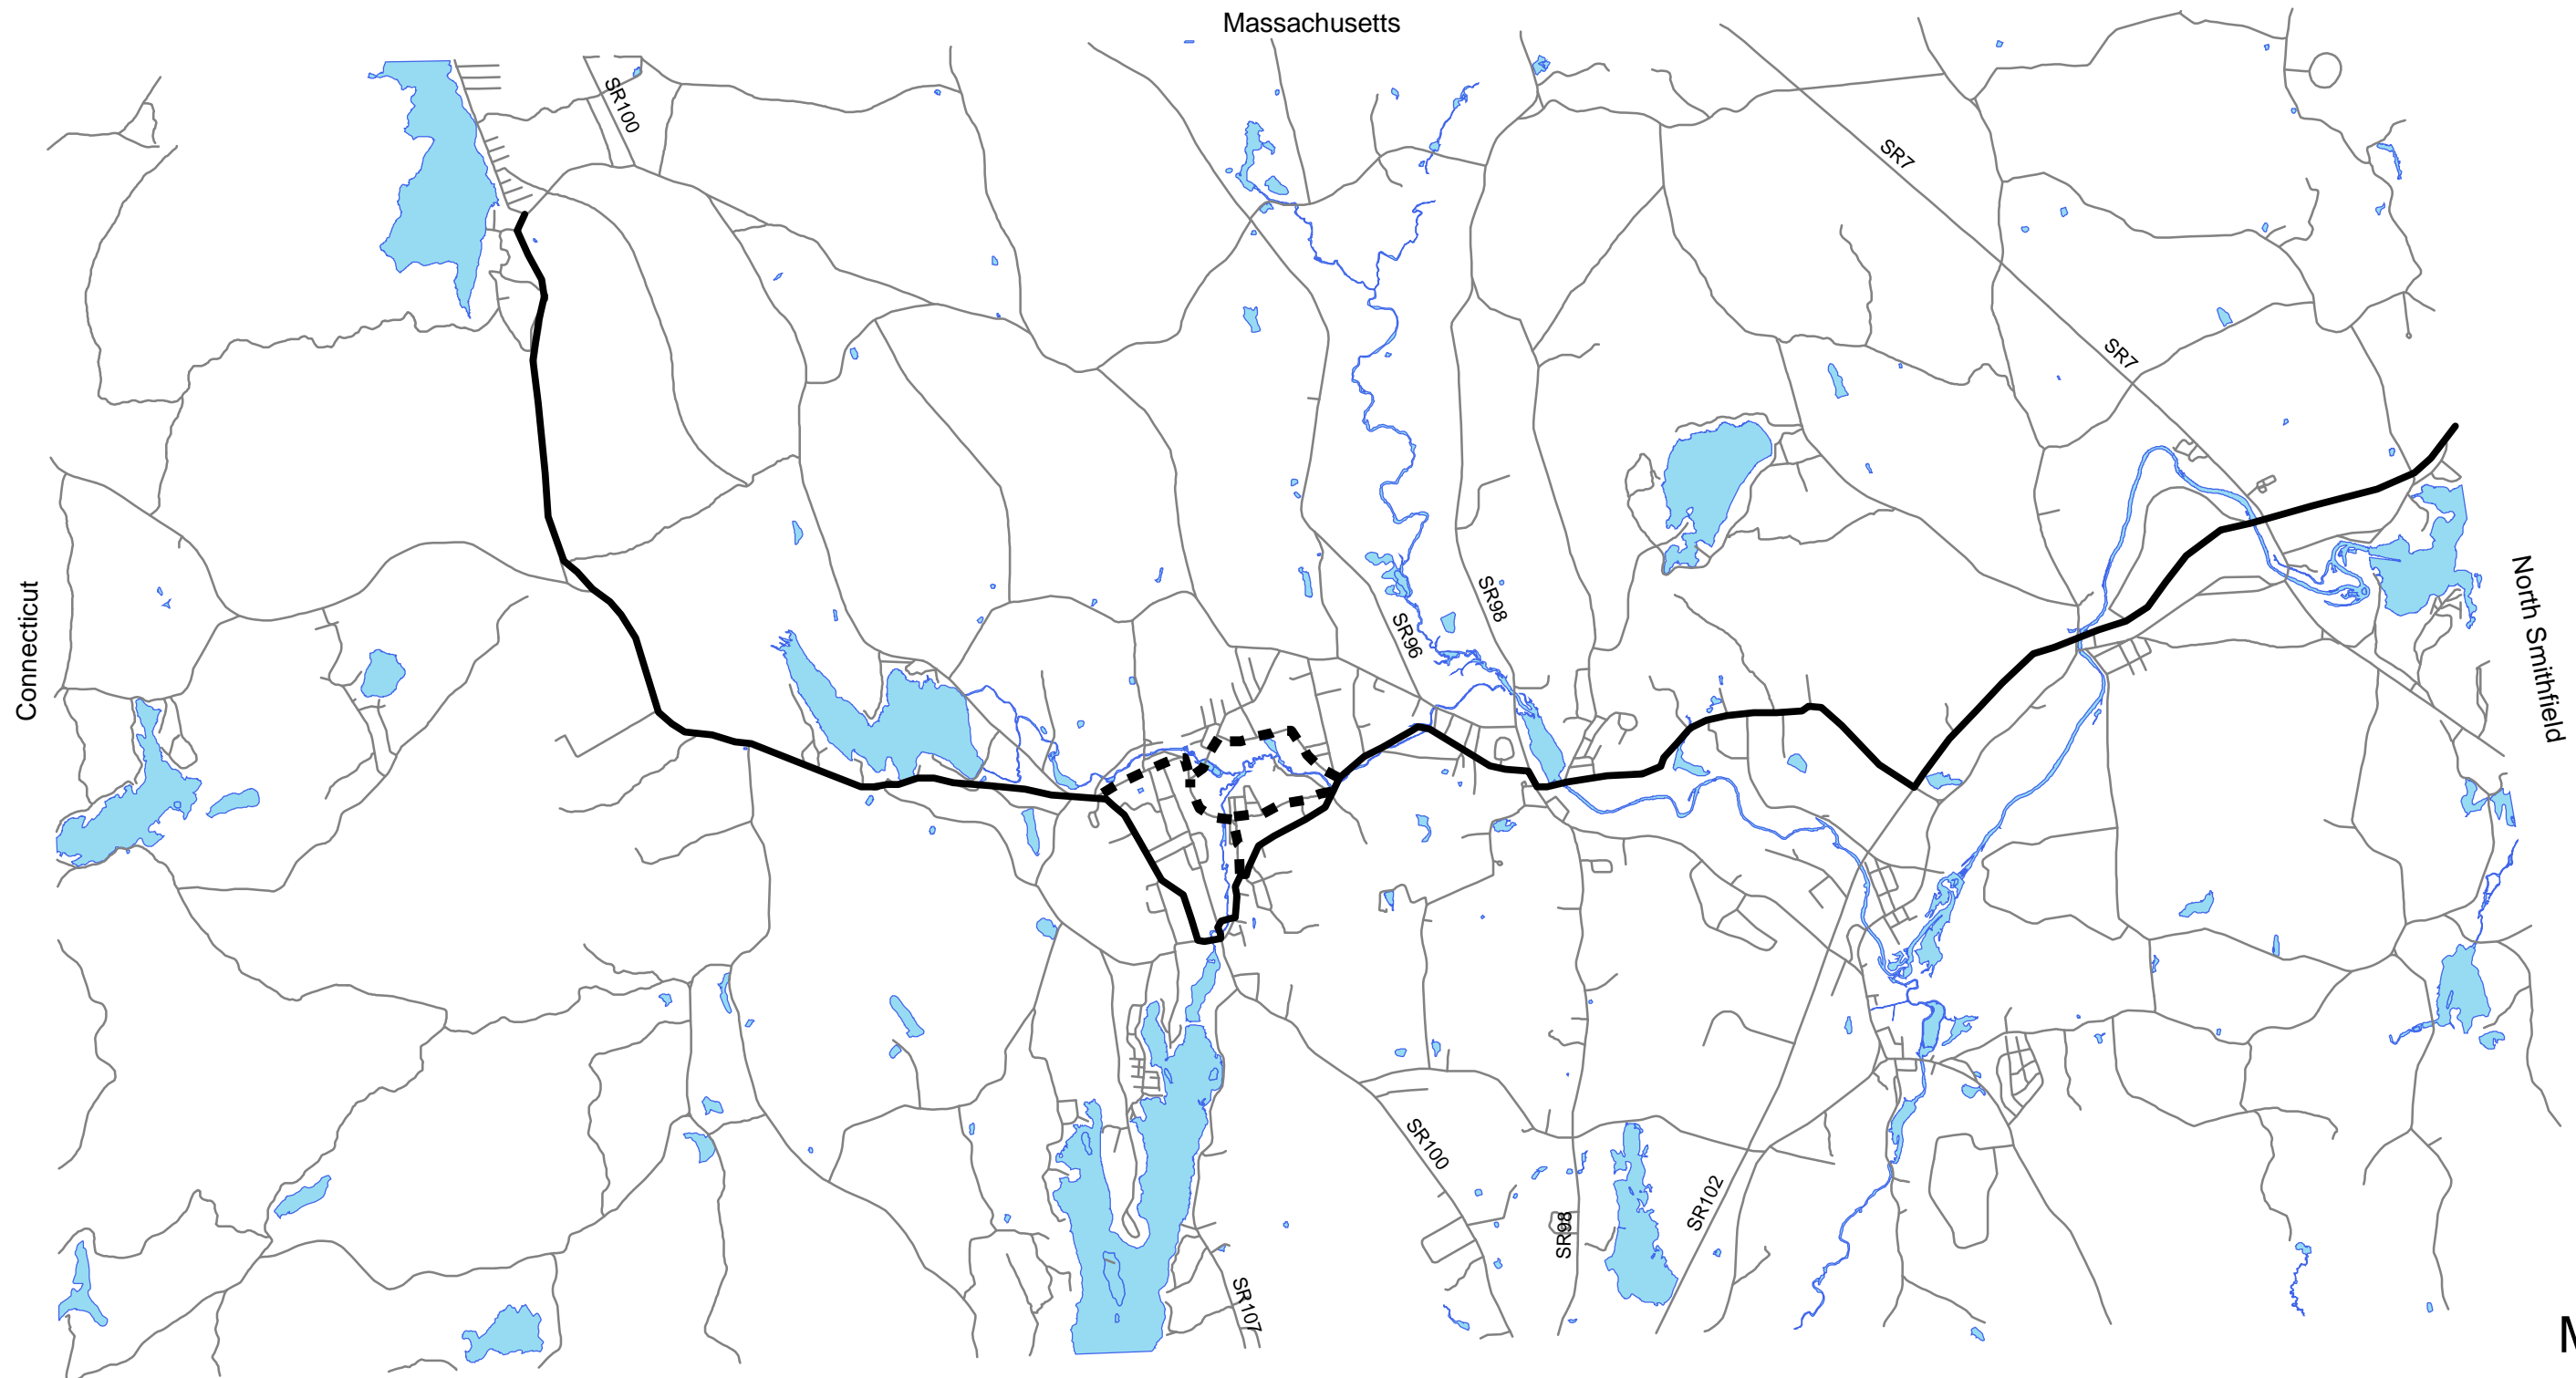 Massachusetts
SR100
SR7
SR7
Connecticut
SR98
SR96
North Smithfield
SR100
SR102
SR98
SR107
M